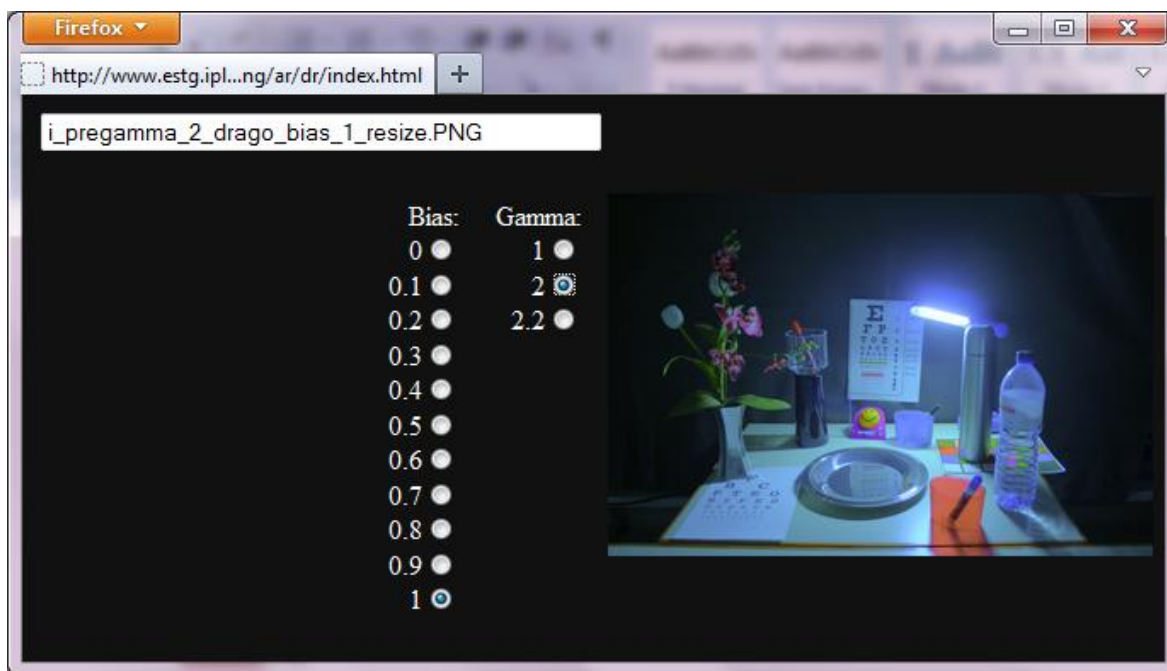 Firefox
http://www.estg.ipl...ng/ar/dr/index.html
i_pregamma_2_drago_bias_1_resize.PNG
Bias: Gamma:
0 1
0.1 2
0.2 2.2
0.3
0.4
0.5
0.6
0.7
0.8
0.9
1
E
F P
T O Z